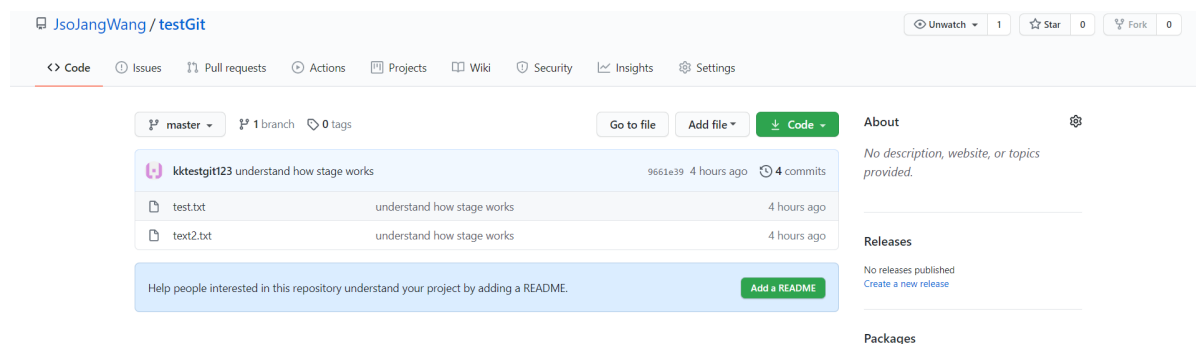 JsoJangWang / testGit Unwatch 1 Star 0 Fork 0
<> Code Issues Pull requests Actions Projects Wiki Security Insights Settings
master 1 branch 0 tags Go to file Add file Code About
kktestgit123 understand how stage works 9661e39 4 hours ago 4 commits No description, website, or topics
provided.
test.txt understand how stage works 4 hours ago
text2.txt understand how stage works 4 hours ago Releases
No releases published
Help people interested in this repository understand your project by adding a README. Add a README Create a new release
Packages